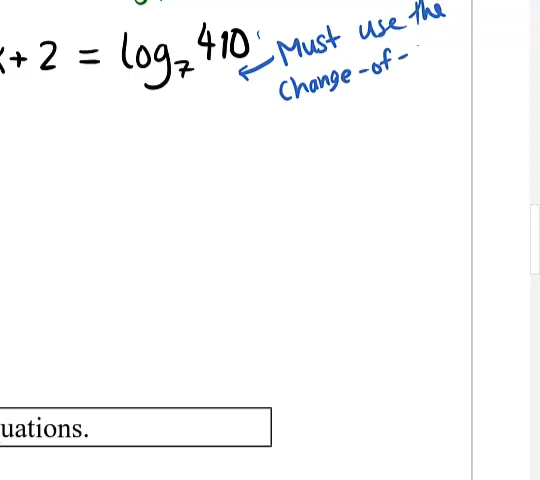 x + 2 = log₇ 410
Must use the
Change-of-
uations.